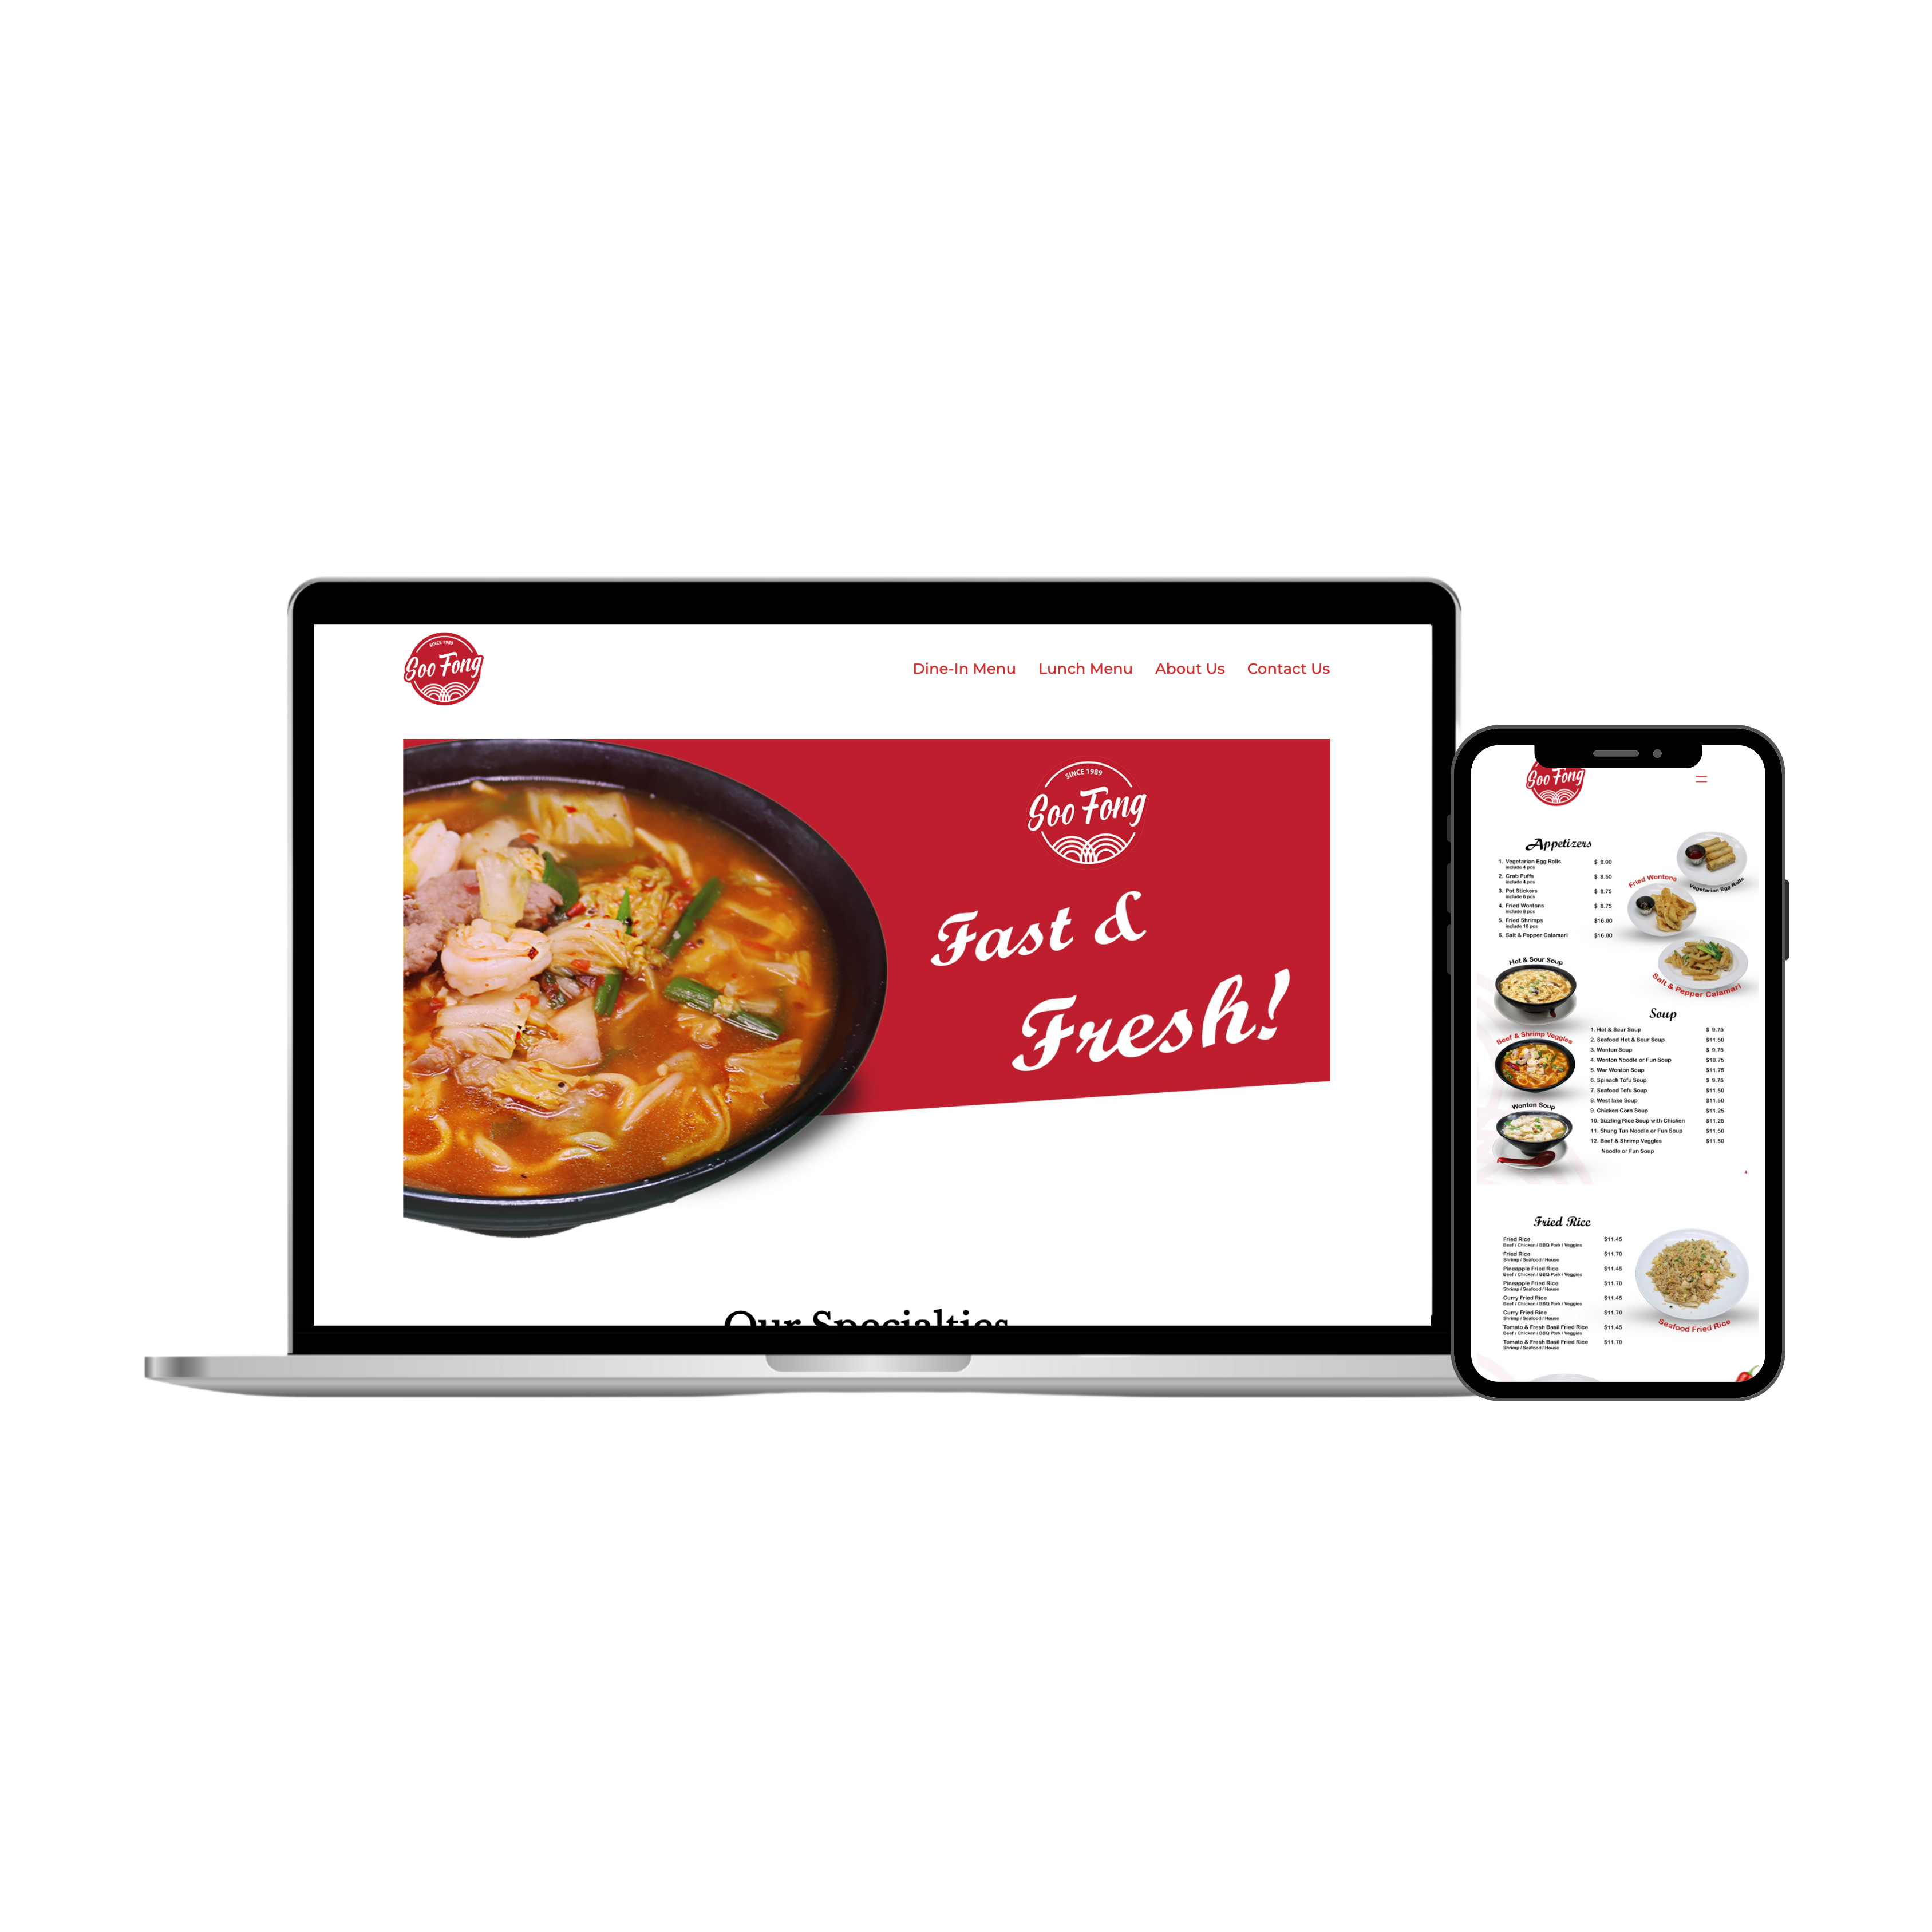 SINCE 1989
Soo Fong
Dine-In Menu Lunch Menu About Us Contact Us
SINCE 1989
Soo Fong
Fast &
Fresh!
Our Specialties
Soo Fong
Appetizers
1. Vegetarian Egg Rolls $ 8.00
include 4 pcs
2. Crab Puffs $ 8.50
include 4 pcs
3. Pot Stickers $ 8.75
include 6 pcs
4. Fried Wontons $ 8.75
include 8 pcs
5. Fried Shrimps $16.00
include 10 pcs
6. Salt & Pepper Calamari $16.00
Vegetarian Egg Rolls
Fried Wontons
Salt & Pepper Calamari
Hot & Sour Soup
Beef & Shrimp Veggies
Wonton Soup
Soup
1. Hot & Sour Soup $ 9.75
2. Seafood Hot & Sour Soup $11.50
3. Wonton Soup $ 9.75
4. Wonton Noodle or Fun Soup $10.75
5. War Wonton Soup $11.75
6. Spinach Tofu Soup $ 9.75
7. Seafood Tofu Soup $11.50
8. West lake Soup $11.50
9. Chicken Corn Soup $11.25
10. Sizzling Rice Soup with Chicken $11.25
11. Shung Tun Noodle or Fun Soup $11.50
12. Beef & Shrimp Veggies $11.50
Noodle or Fun Soup
4
Fried Rice
Fried Rice $11.45
Beef / Chicken / BBQ Pork / Veggies
Fried Rice $11.70
Shrimp / Seafood / House
Pineapple Fried Rice $11.45
Beef / Chicken / BBQ Pork / Veggies
Pineapple Fried Rice $11.70
Shrimp / Seafood / House
Curry Fried Rice $11.45
Beef / Chicken / BBQ Pork / Veggies
Curry Fried Rice $11.70
Shrimp / Seafood / House
Tomato & Fresh Basil Fried Rice $11.45
Beef / Chicken / BBQ Pork / Veggies
Tomato & Fresh Basil Fried Rice $11.70
Shrimp / Seafood / House
Seafood Fried Rice